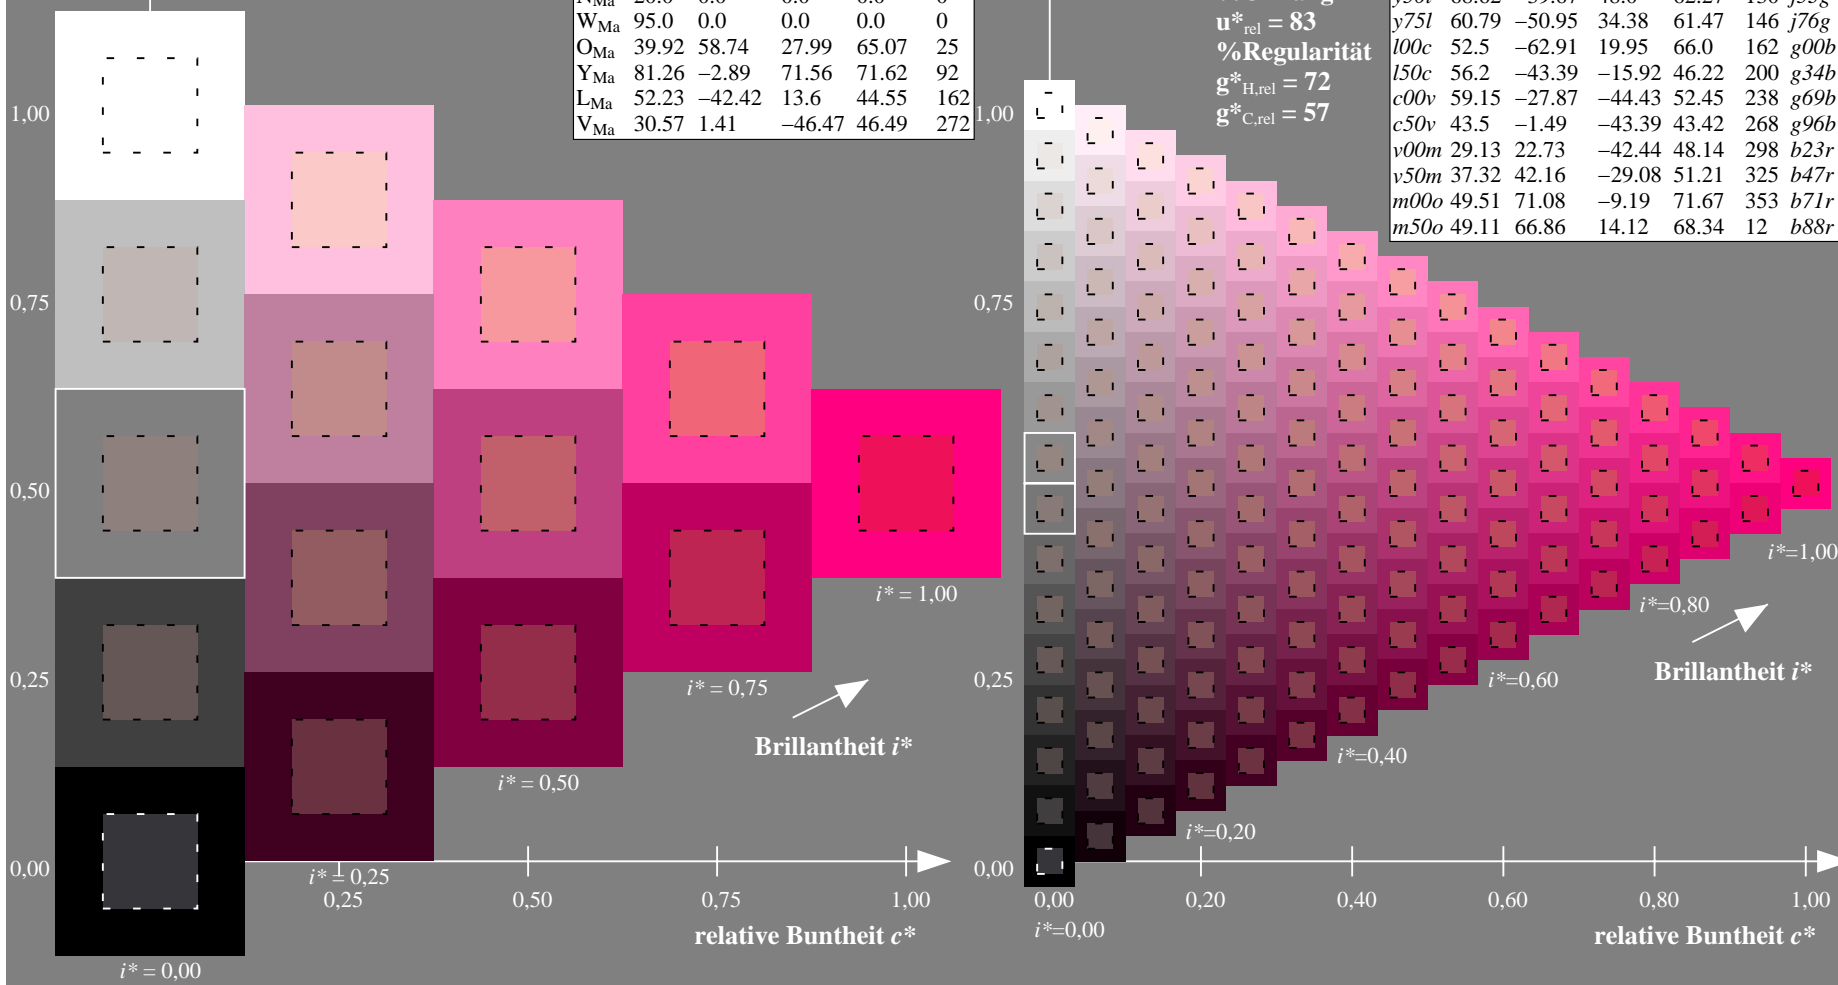 W Ma 95.0 0.0 0.0 0.0 0
O Ma 39.92 58.74 27.99 65.07 25
Y Ma 81.26 −2.89 71.56 71.62 92
L Ma 52.23 −42.42 13.6 44.55 162
V Ma 30.57 1.41 −46.47 46.49 272
u* rel = 83
%Regularität
g* H,rel = 72
g* C,rel = 57
y75l 60.79 −50.95 34.38 61.47 146 j76g
l00c 52.5 −62.91 19.95 66.0 162 g00b
l50c 56.2 −43.39 −15.92 46.22 200 g34b
c00v 59.15 −27.87 −44.43 52.45 238 g69b
c50v 43.5 −1.49 −43.39 43.42 268 g96b
v00m 29.13 22.73 −42.44 48.14 298 b23r
v50m 37.32 42.16 −29.08 51.21 325 b47r
m00o 49.51 71.08 −9.19 71.67 353 b71r
m50o 49.11 66.86 14.12 68.34 12 b88r
1,00
0,75
0,50
0,25
0,00
i* = 1,00
i* = 0,75
Brillantheit i*
i* = 0,50
i* = 0,25
0,25 0,50 0,75 1,00
relative Buntheit c*
i* = 0,00
1,00
0,75
0,50
0,25
0,00
i*=1,00
i*=0,80
Brillantheit i*
i*=0,60
i*=0,40
i*=0,20
0,00 0,20 0,40 0,60 0,80 1,00
i*=0,00
relative Buntheit c*